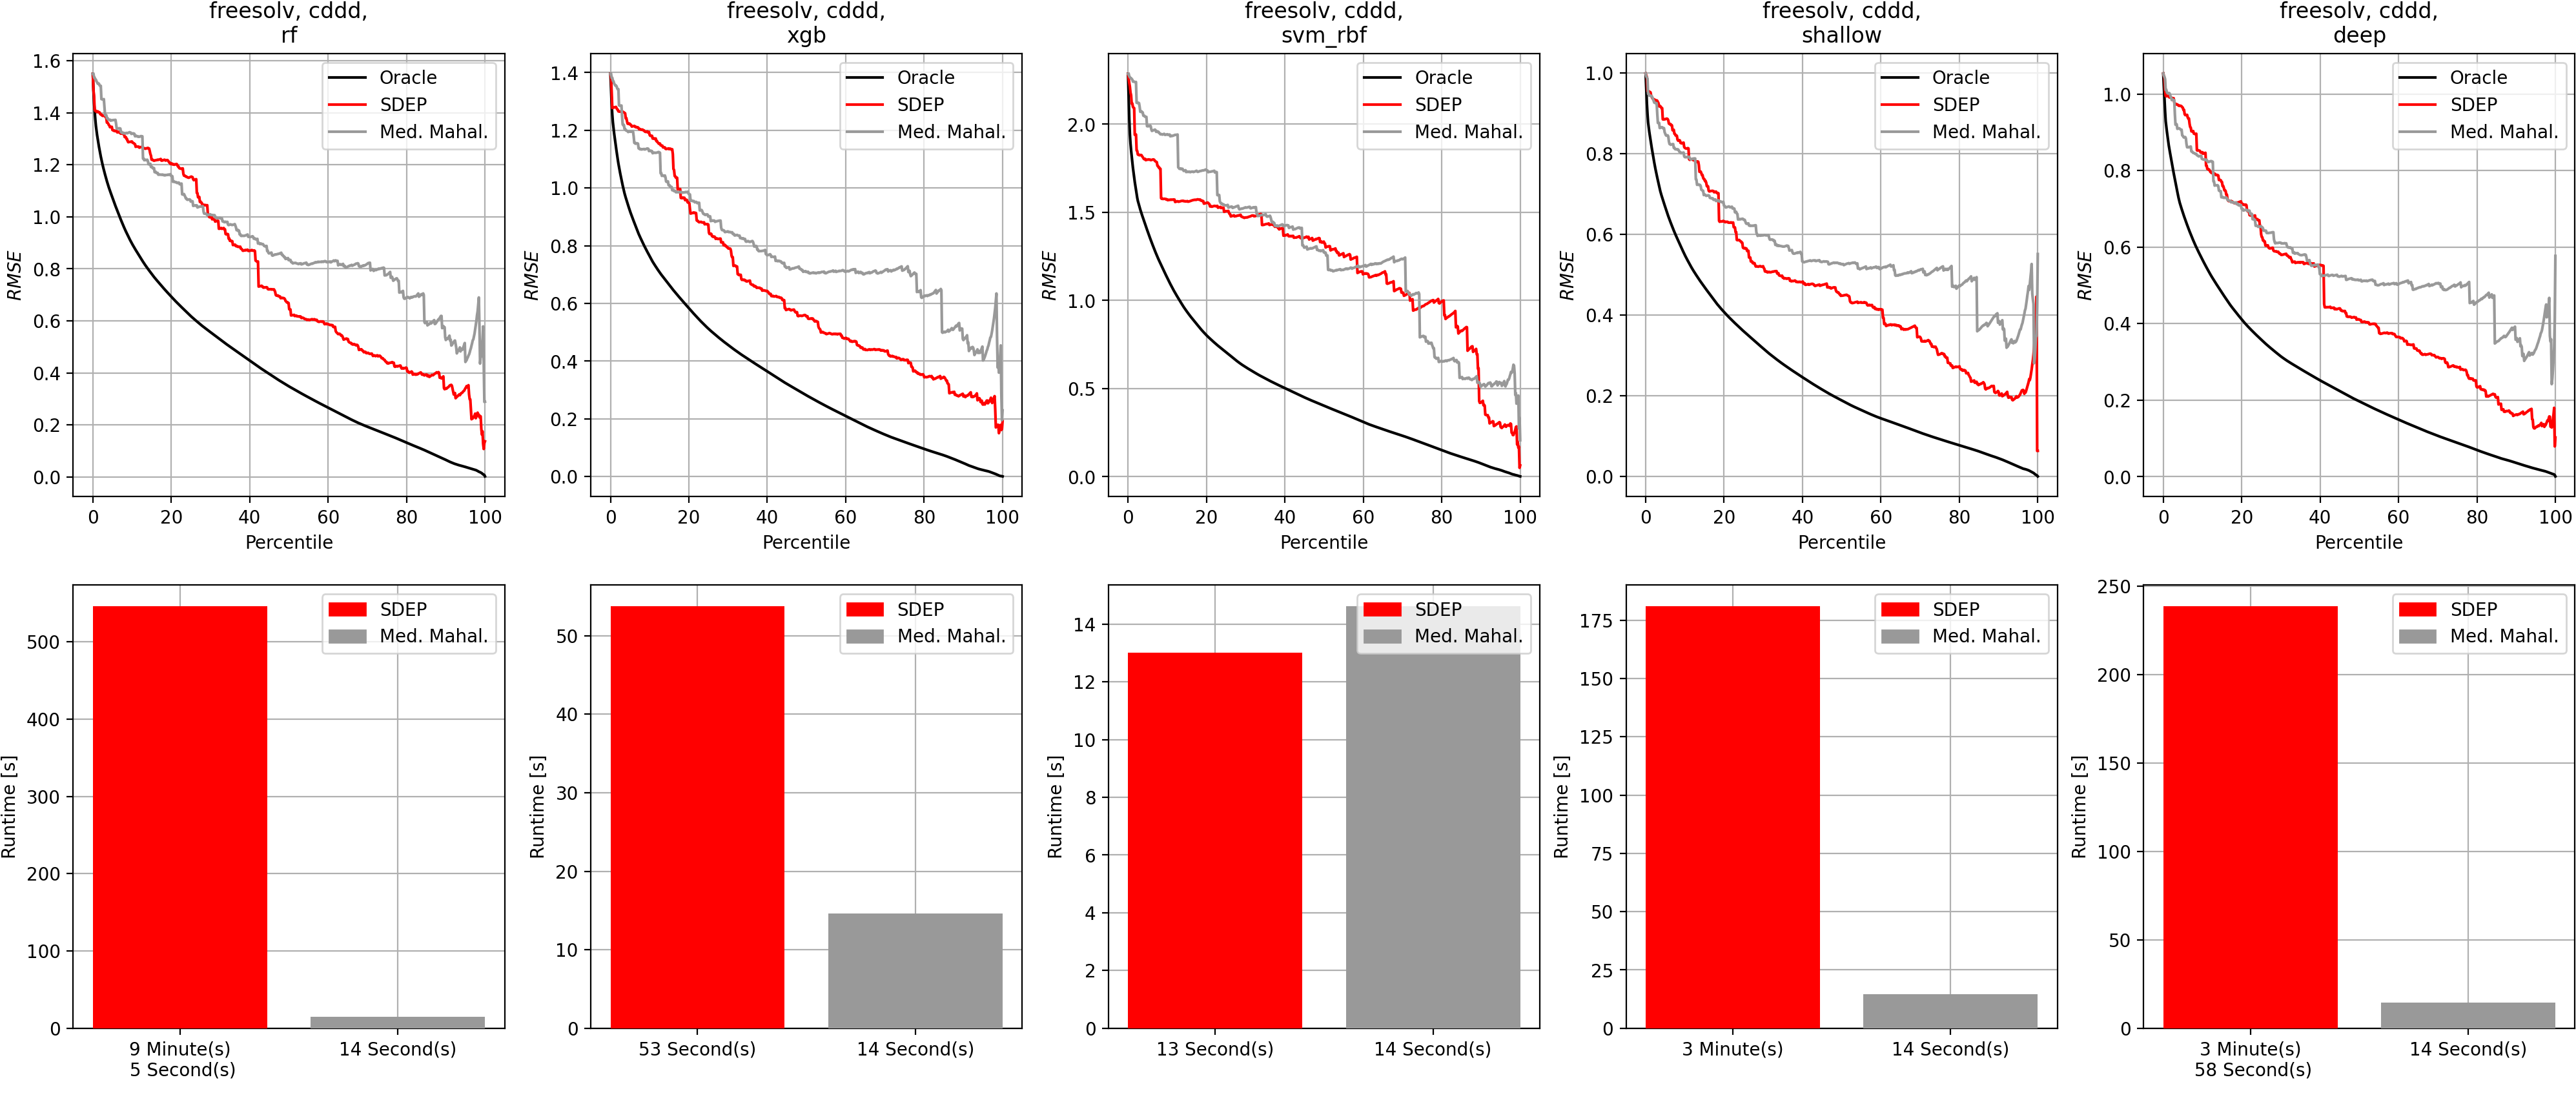 freesolv, cddd,
rf
1.6
1.4
1.2
1.0
0.8
0.6
0.4
0.2
0.0
RMSE
Oracle
SDEP
Med. Mahal.
0 20 40 60 80 100
Percentile
freesolv, cddd,
xgb
1.4
1.2
1.0
0.8
0.6
0.4
0.2
0.0
RMSE
Oracle
SDEP
Med. Mahal.
0 20 40 60 80 100
Percentile
freesolv, cddd,
svm_rbf
2.0
1.5
1.0
0.5
0.0
RMSE
Oracle
SDEP
Med. Mahal.
0 20 40 60 80 100
Percentile
freesolv, cddd,
shallow
1.0
0.8
0.6
0.4
0.2
0.0
RMSE
Oracle
SDEP
Med. Mahal.
0 20 40 60 80 100
Percentile
freesolv, cddd,
deep
1.0
0.8
0.6
0.4
0.2
0.0
RMSE
Oracle
SDEP
Med. Mahal.
0 20 40 60 80 100
Percentile
500
400
300
200
100
0
Runtime [s]
SDEP
Med. Mahal.
9 Minute(s)
5 Second(s)
14 Second(s)
50
40
30
20
10
0
Runtime [s]
SDEP
Med. Mahal.
53 Second(s)
14 Second(s)
14
12
10
8
6
4
2
0
Runtime [s]
SDEP
Med. Mahal.
13 Second(s)
14 Second(s)
175
150
125
100
75
50
25
0
Runtime [s]
SDEP
Med. Mahal.
3 Minute(s)
14 Second(s)
250
200
150
100
50
0
Runtime [s]
SDEP
Med. Mahal.
3 Minute(s)
58 Second(s)
14 Second(s)